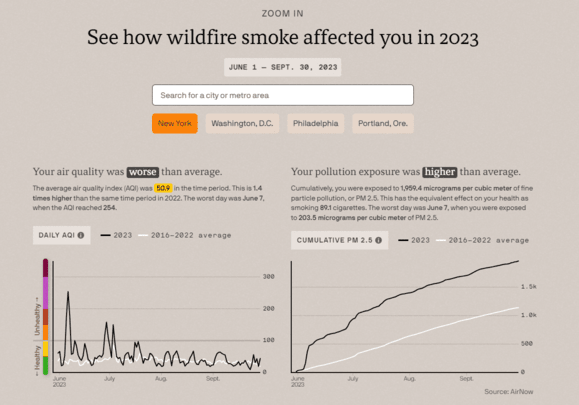 ZOOM IN
See how wildfire smoke affected you in 2023
JUNE 1 — SEPT. 30, 2023
Search for a city or metro area
New York
Washington, D.C.
Philadelphia
Portland, Ore.
Your air quality was worse than average.
The average air quality index (AQI) was 50.9 in the time period. This is 1.4
times higher than the same time period in 2022. The worst day was June 7,
when the AQI reached 254.
DAILY AQI
2023
2016–2022 average
300
200
100
0
Unhealthy →
← Healthy
June
2023
July
Aug.
Sept.
Your pollution exposure was higher than average.
Cumulatively, you were exposed to 1,959.4 micrograms per cubic meter of fine
particle pollution, or PM 2.5. This has the equivalent effect on your health as
smoking 89.1 cigarettes. The worst day was June 7, when you were exposed
to 203.5 micrograms per cubic meter of PM 2.5.
CUMULATIVE PM 2.5
2023
2016–2022 average
1.5k
1.0k
500
0
June
2023
July
Aug.
Sept.
Source: AirNow